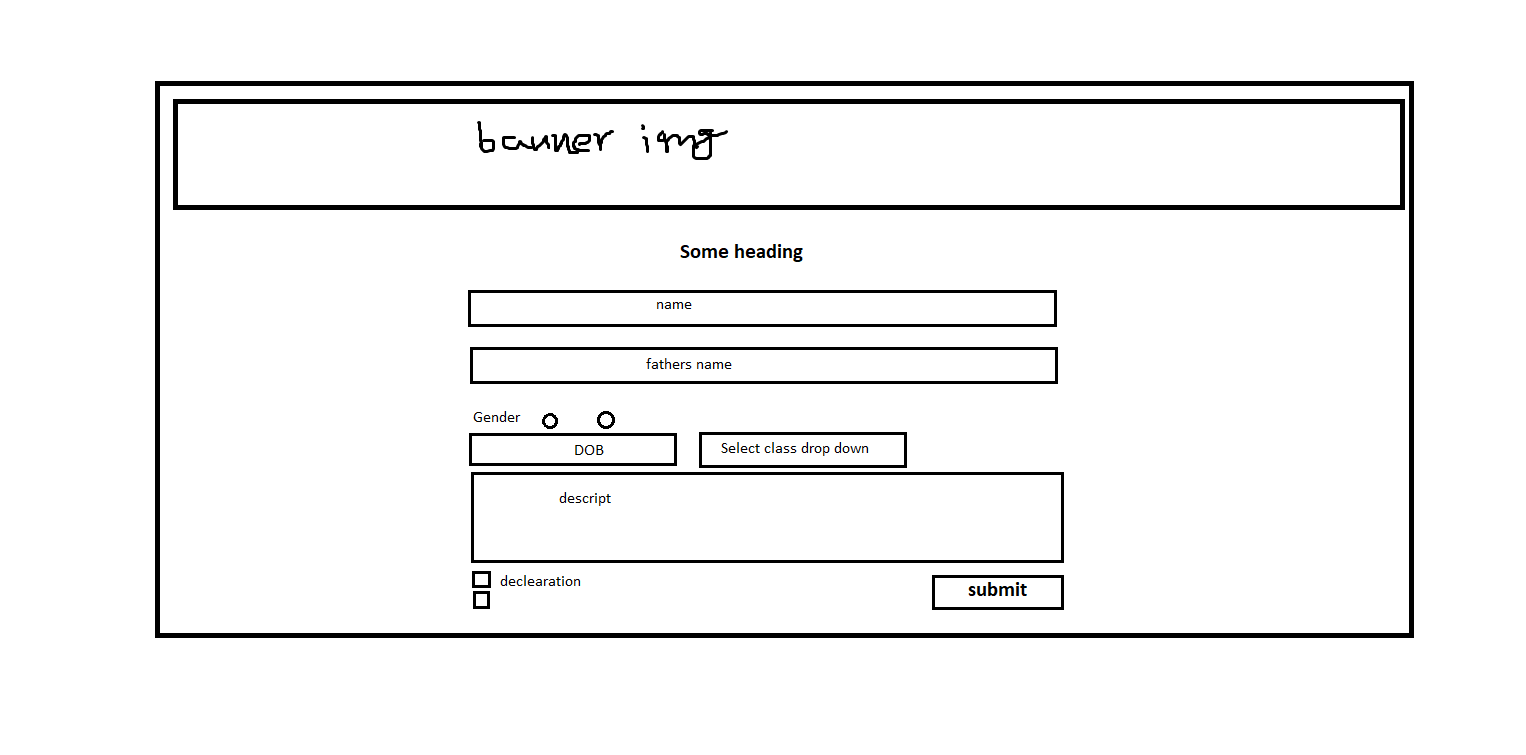 banner img
Some heading
name
fathers name
Gender
DOB
Select class drop down
descript
declearation
submit